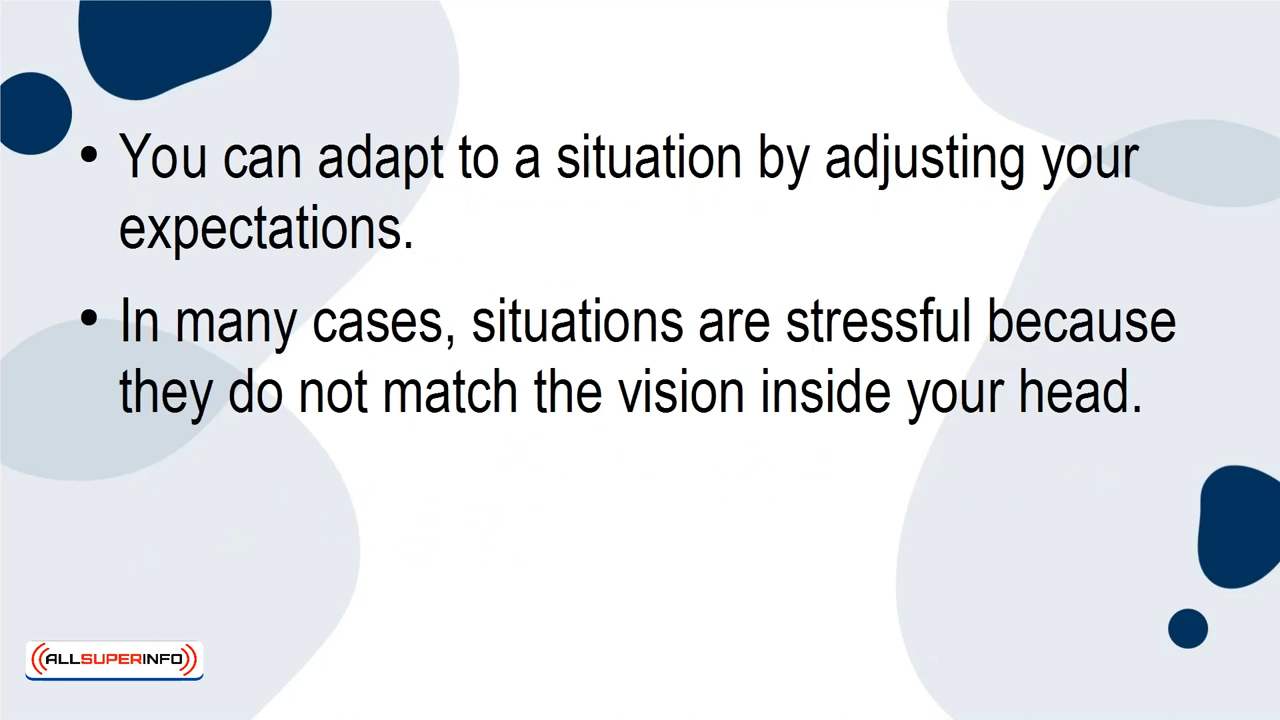 • You can adapt to a situation by adjusting your
expectations.
• In many cases, situations are stressful because
they do not match the vision inside your head.
ALLSUPERINFO